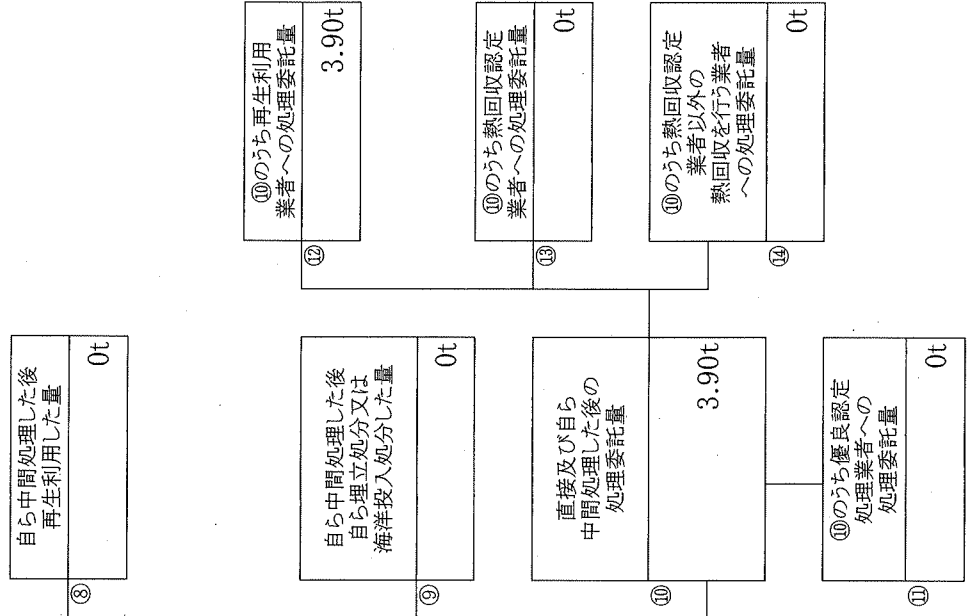 ⑧
自ら中間処理した後
再生利用した量
0t
⑨
自ら中間処理した後
自ら埋立処分又は
海洋投入処分した量
0t
⑩
直接及び自ら
中間処理した後の
処理委託量
3.90t
⑪
⑩のうち優良認定
処理業者への
処理委託量
0t
⑫
⑩のうち再生利用
業者への処理委託量
3.90t
⑬
⑩のうち熱回収認定
業者への処理委託量
0t
⑭
⑩のうち熱回収認定
業者以外の
熱回収を行う業者
への処理委託量
0t